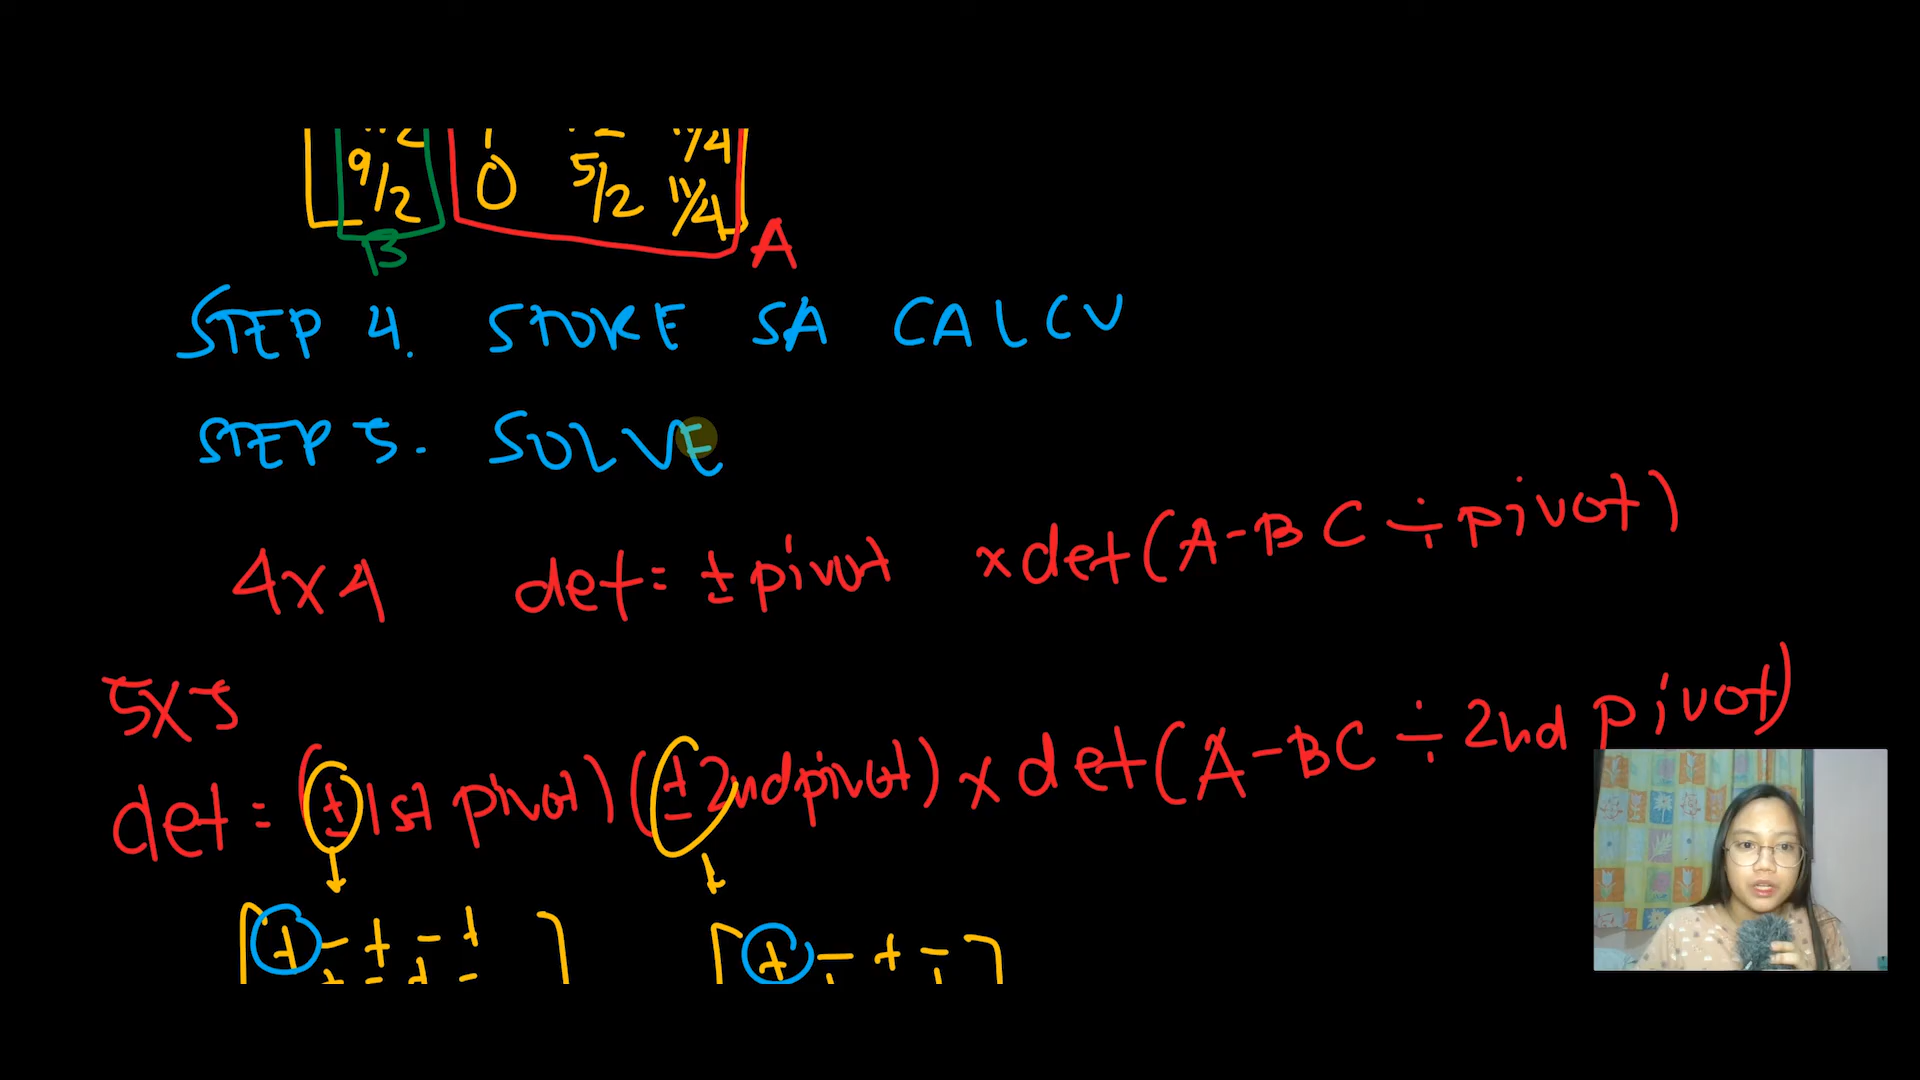 9/2 0 5/2 11/4
B A
STEP 4. STORE SA CALCU
STEP 5. SOLVE
4x4 det = ± pivot x det(A-BC ÷ pivot)
5x5
det = (± 1st pivot)(± 2nd pivot) x det(A-BC ÷ 2nd pivot)
+ - + - + + - + -